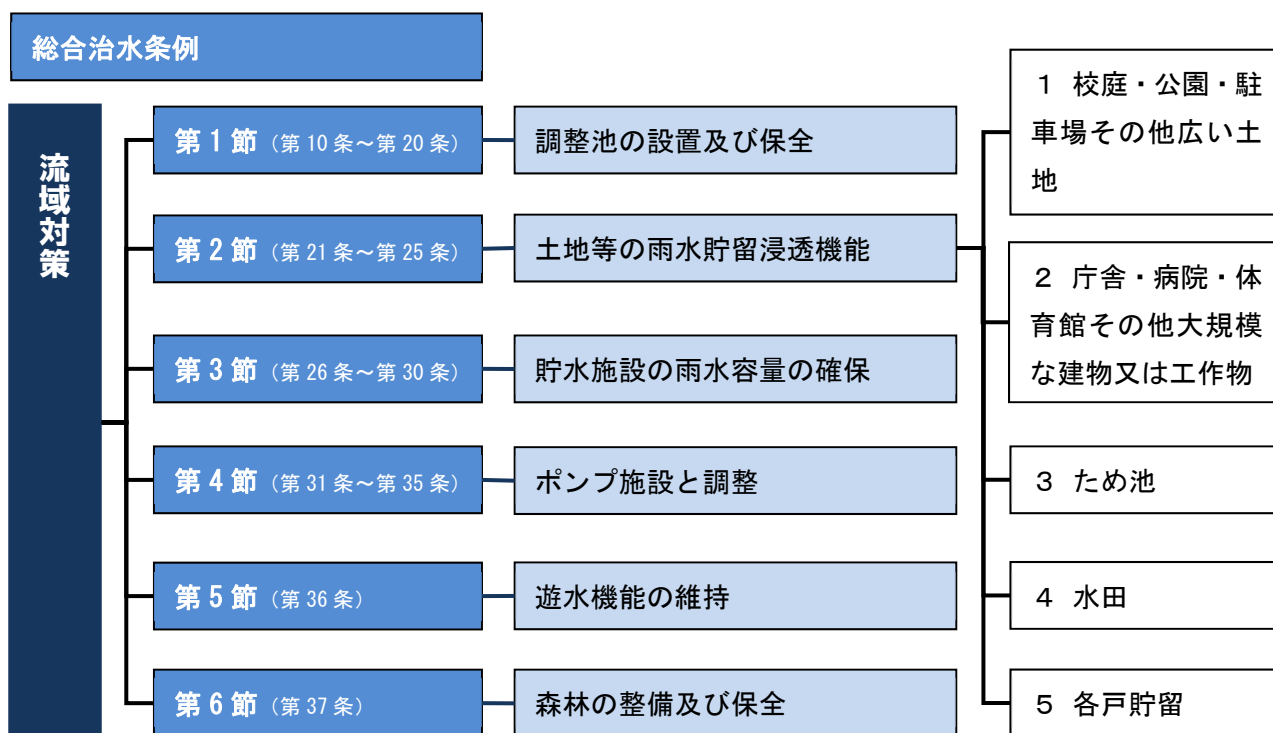 総合治水条例
流域対策
第1節（第10条～第20条）
調整池の設置及び保全
第2節（第21条～第25条）
土地等の雨水貯留浸透機能
第3節（第26条～第30条）
貯水施設の雨水容量の確保
第4節（第31条～第35条）
ポンプ施設と調整
第5節（第36条）
遊水機能の維持
第6節（第37条）
森林の整備及び保全
1 校庭・公園・駐
車場その他広い土
地
2 庁舎・病院・体
育館その他大規模
な建物又は工作物
3 ため池
4 水田
5 各戸貯留